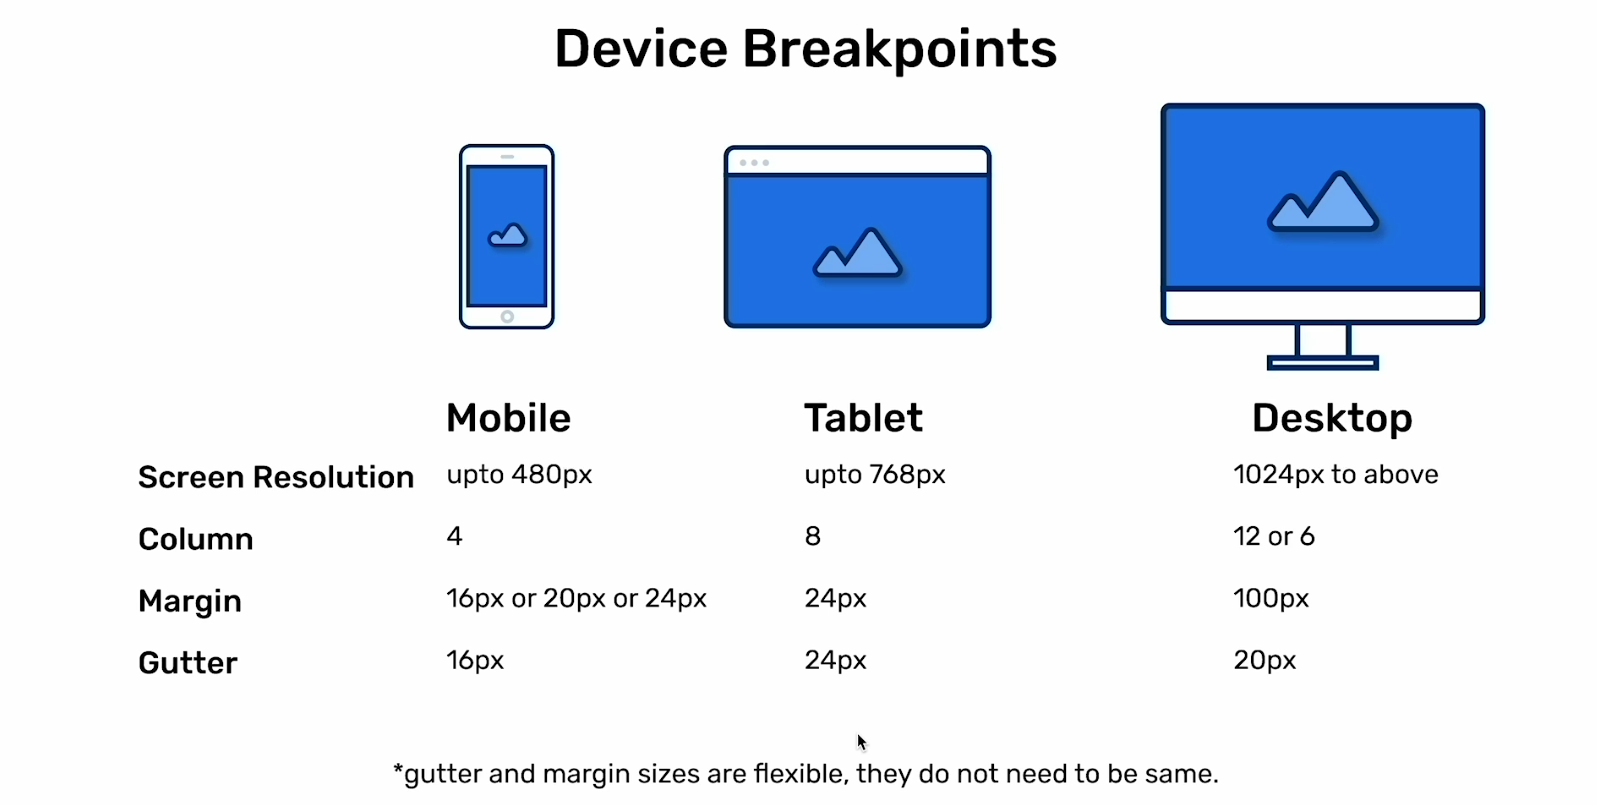 Device Breakpoints
Mobile Tablet Desktop
Screen Resolution upto 480px upto 768px 1024px to above
Column 4 8 12 or 6
Margin 16px or 20px or 24px 24px 100px
Gutter 16px 24px 20px
*gutter and margin sizes are flexible, they do not need to be same.